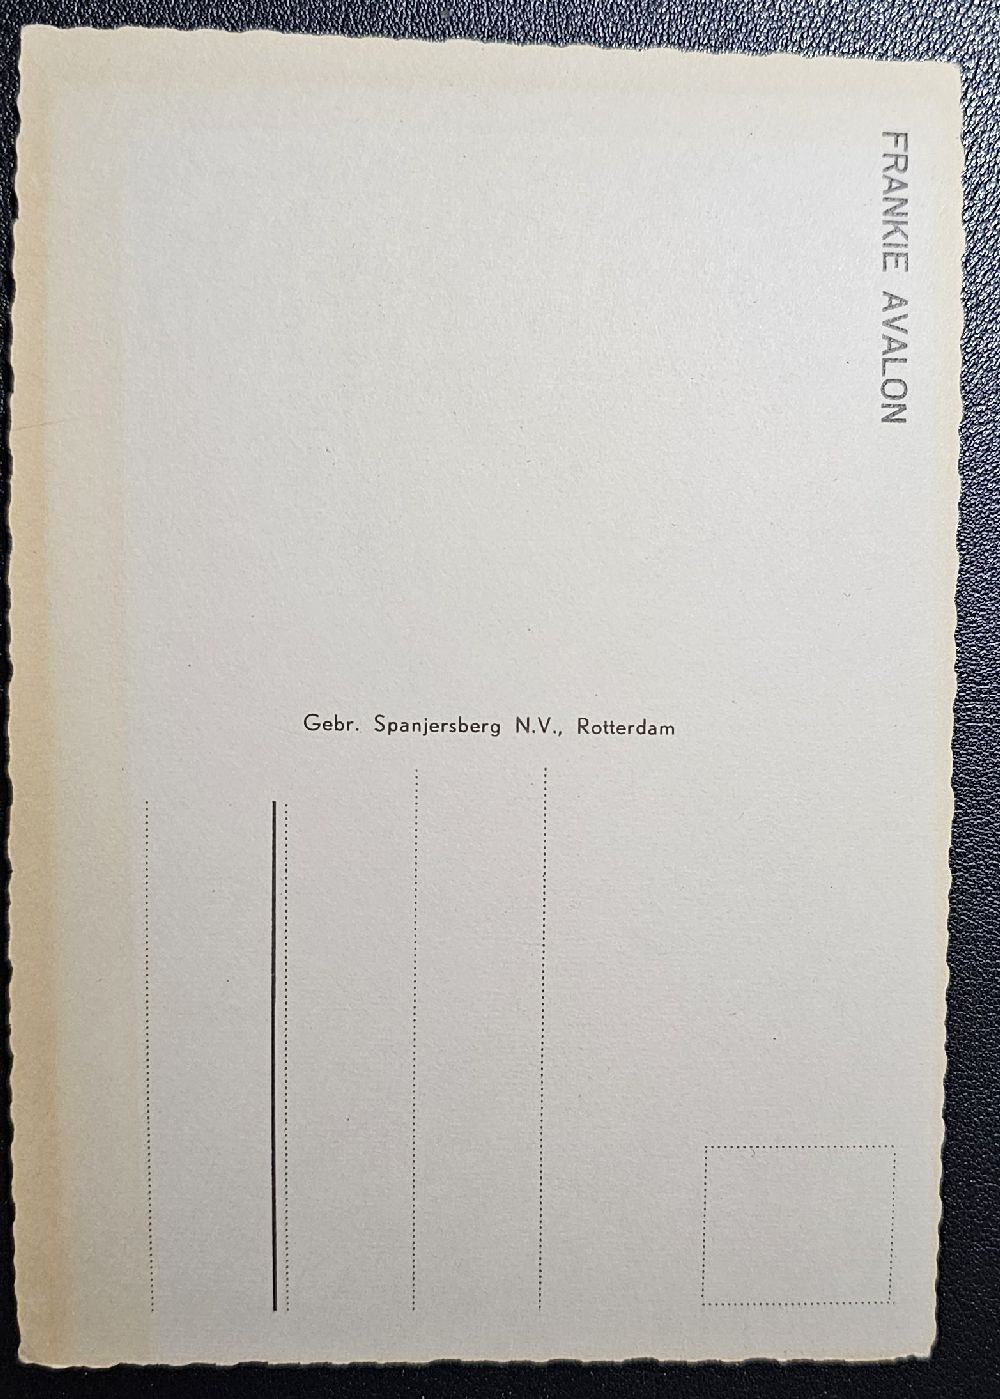 FRANKIE AVALON
Gebr. Spanjersberg N.V., Rotterdam